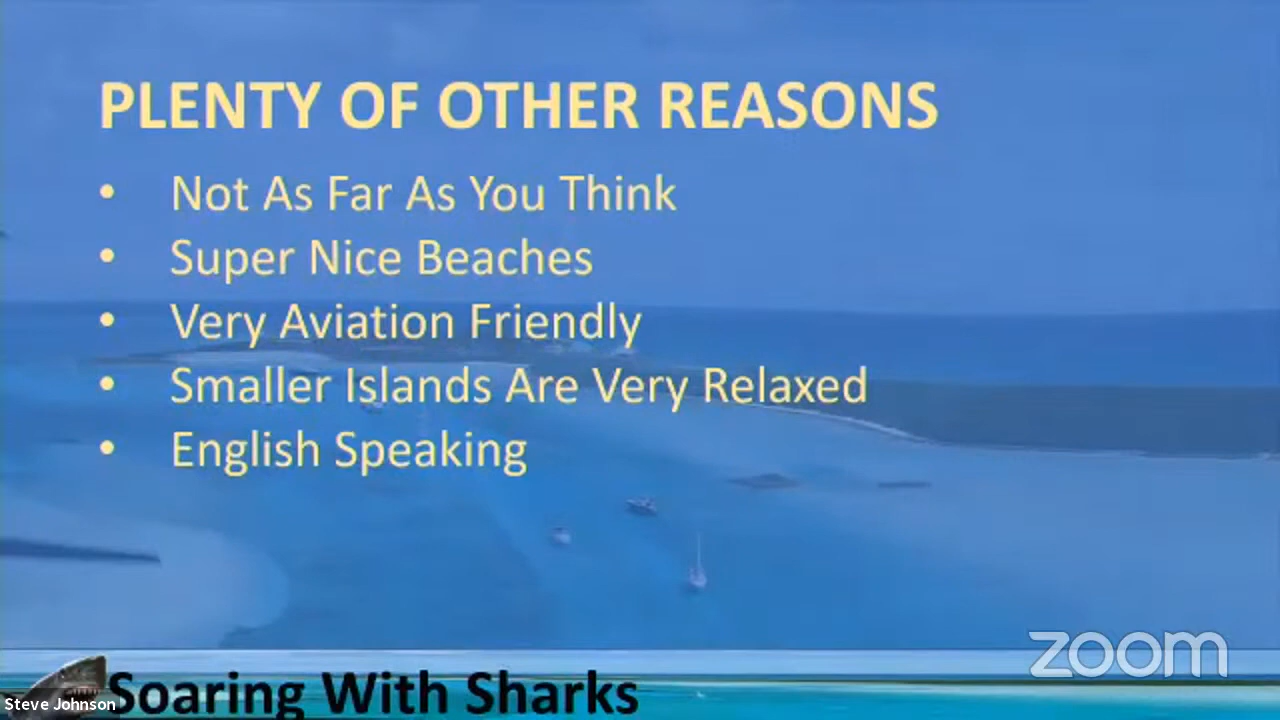 PLENTY OF OTHER REASONS
• Not As Far As You Think
• Super Nice Beaches
• Very Aviation Friendly
• Smaller Islands Are Very Relaxed
• English Speaking
zoom
Soaring With Sharks
Steve Johnson